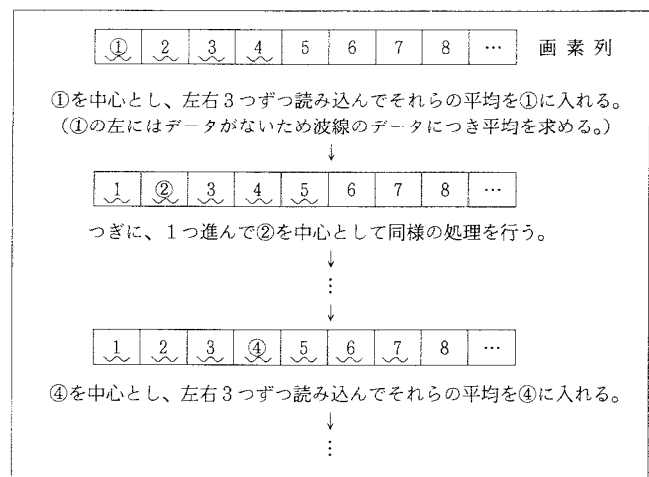 ① 2 3 4 5 6 7 8 … 画素列
①を中心とし、左右3つずつ読み込んでそれらの平均を①に入れる。
(①の左にはデータがないため波線のデータにつき平均を求める。)
↓
1 ② 3 4 5 6 7 8 …
つぎに、1つ進んで②を中心として同様の処理を行う。
↓
⋮
↓
1 2 3 ④ 5 6 7 8 …
④を中心とし、左右3つずつ読み込んでそれらの平均を④に入れる。
↓
⋮